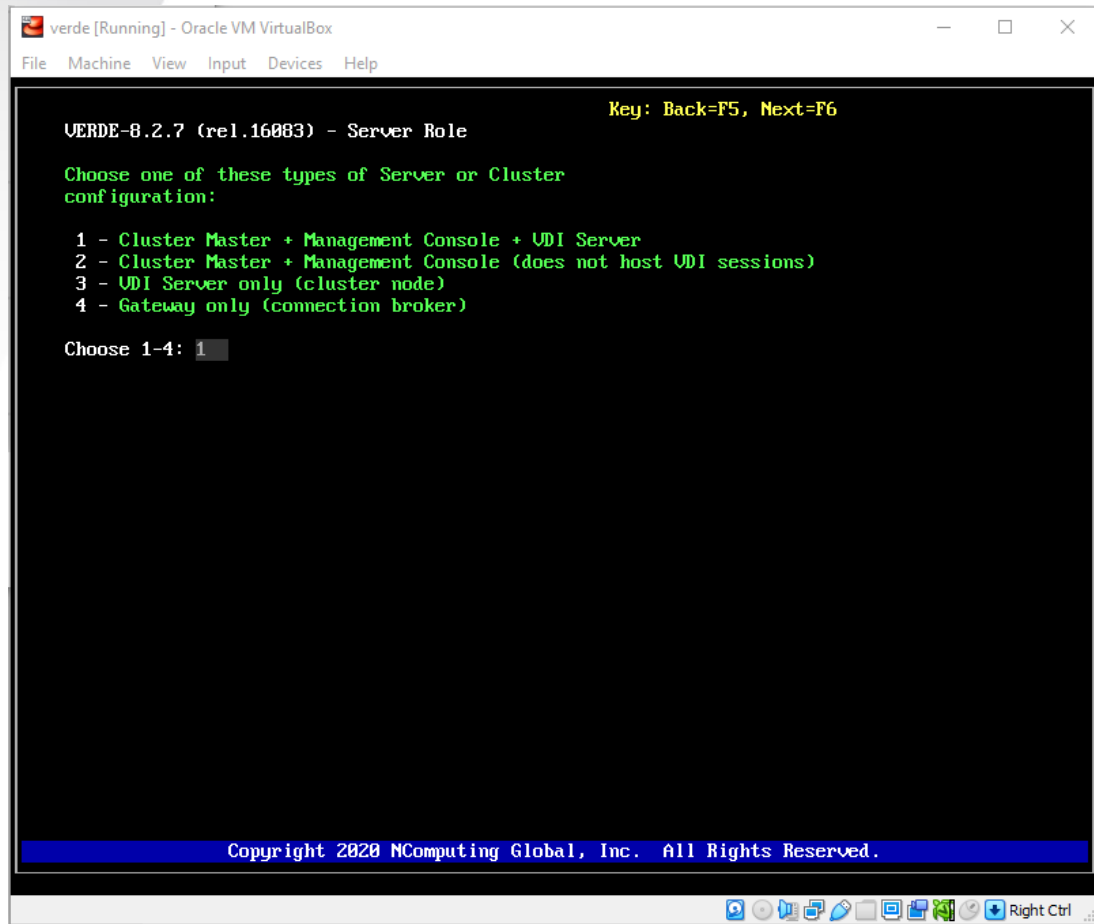 verde [Running] - Oracle VM VirtualBox
File Machine View Input Devices Help
Key: Back=F5, Next=F6
VERDE-8.2.7 (rel.16083) - Server Role
Choose one of these types of Server or Cluster
configuration:
1 - Cluster Master + Management Console + VDI Server
2 - Cluster Master + Management Console (does not host VDI sessions)
3 - VDI Server only (cluster node)
4 - Gateway only (connection broker)
Choose 1-4: 1
Copyright 2020 NComputing Global, Inc. All Rights Reserved.
Right Ctrl